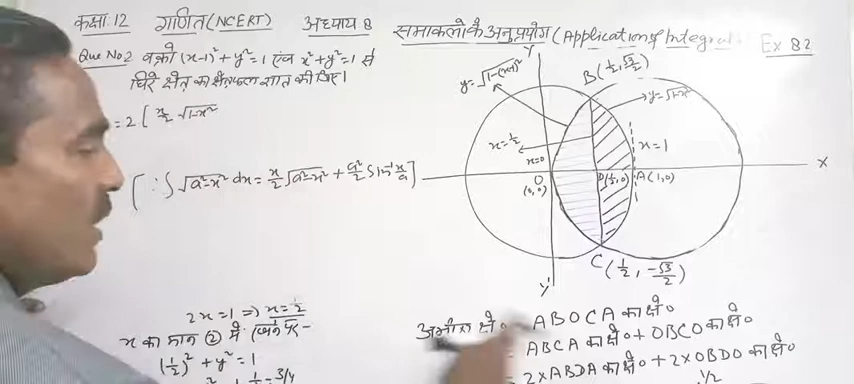 कक्षा 12 गणित (NCERT) अध्याय 8 समाकलो के अनुप्रयोग (Application of Integral Ex 8.2
Que No 2 वक्रो (x-1)² + y² = 1 एवं x² + y² = 1 से
घिरे क्षेत्र का क्षेत्रफल ज्ञात कीजिए।
= 2 [ x/2 √1-x²
[ ∵ ∫ √a²-x² dx = x/2 √a²-x² + a²/2 Sin⁻¹ x/a ]
2x = 1 ⇒ x = 1/2
x का मान ② में रखने पर -
(1/2)² + y² = 1
= 3/4
Y
B (1/2, √3/2)
y = √1-(x-1)²
y = √1-x²
x = 1/2
x = 0
x = 1
X
O
(0,0)
D(1/2, 0)
A (1,0)
C (1/2, -√3/2)
Y'
अभीष्ट क्षे० = ABOCA का क्षे०
= ABCA का क्षे० + OBCO का क्षे०
= 2×ABDA का क्षे० + 2×OBDO का क्षे०
1/2